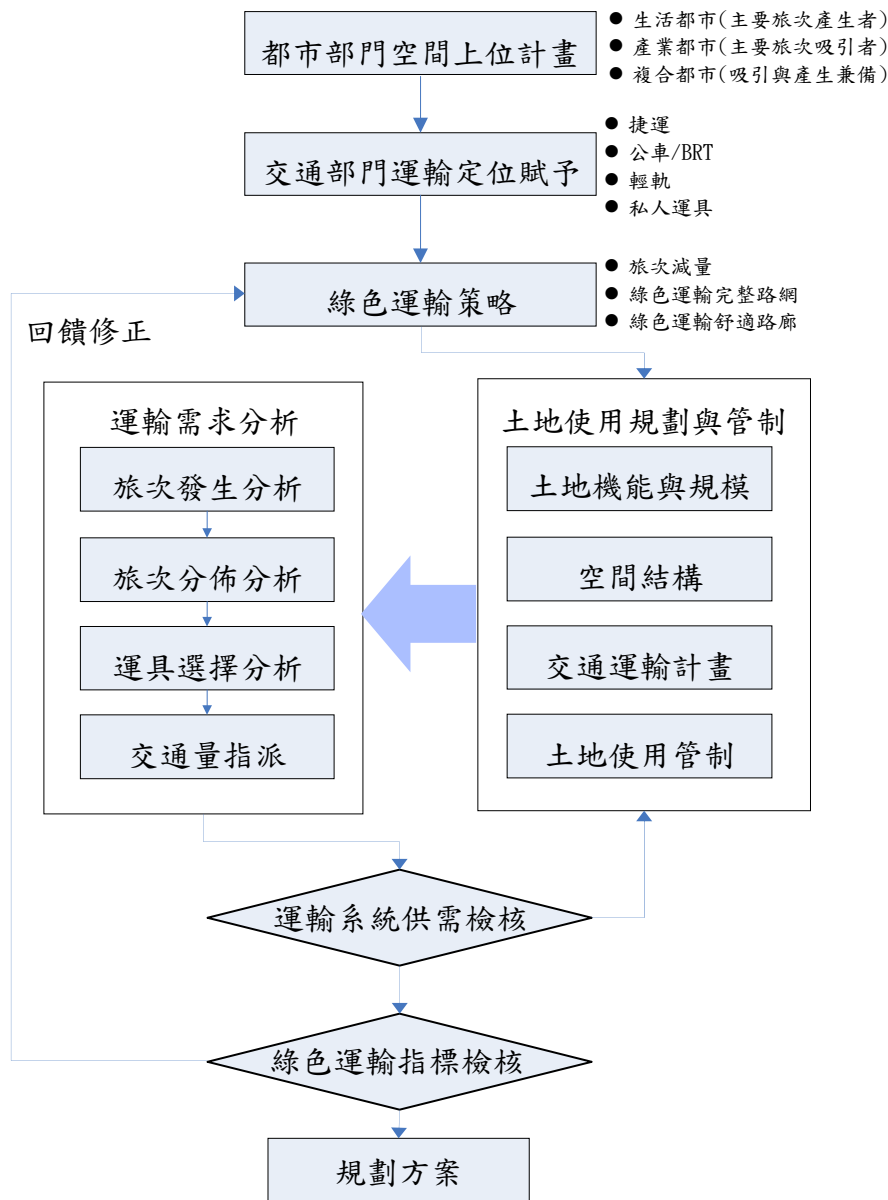 都市部門空間上位計畫
● 生活都市(主要旅次產生者)
● 產業都市(主要旅次吸引者)
● 複合都市(吸引與產生兼備)
交通部門運輸定位賦予
● 捷運
● 公車/BRT
● 輕軌
● 私人運具
綠色運輸策略
● 旅次減量
● 綠色運輸完整路網
● 綠色運輸舒適路廊
回饋修正
運輸需求分析
旅次發生分析
旅次分佈分析
運具選擇分析
交通量指派
土地使用規劃與管制
土地機能與規模
空間結構
交通運輸計畫
土地使用管制
運輸系統供需檢核
綠色運輸指標檢核
規劃方案